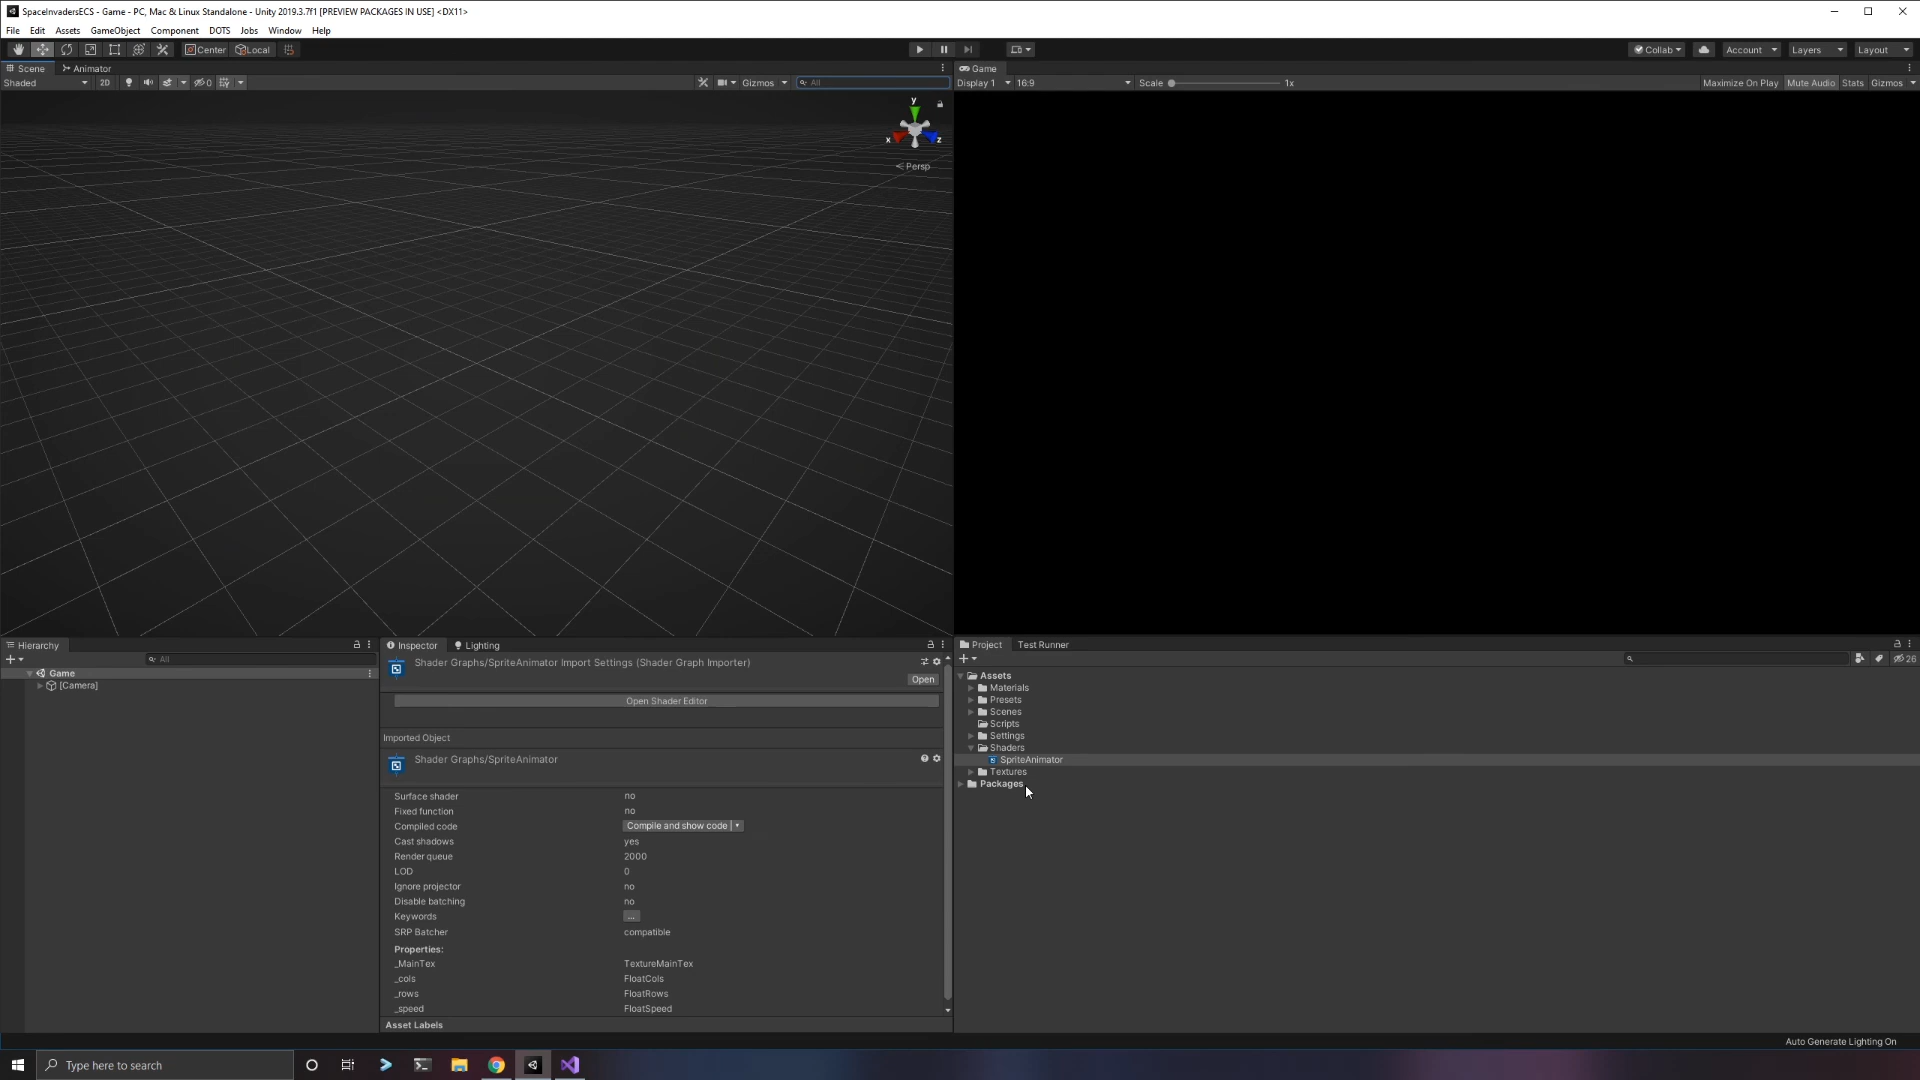 SpaceInvadersECS - Game - PC, Mac & Linux Standalone - Unity 2019.3.7f1 [PREVIEW PACKAGES IN USE] <DX11>
File Edit Assets GameObject Component DOTS Jobs Window Help
Center Local Collab Account Layers Layout
Scene Animator
Game
Shaded 2D 0 Gizmos All
Display 1 16:9 Scale 1x Maximize On Play Mute Audio Stats Gizmos
y
x z
Persp
Hierarchy
All
Game
[Camera]
Inspector Lighting
Shader Graphs/SpriteAnimator Import Settings (Shader Graph Importer)
Open
Open Shader Editor
Imported Object
Shader Graphs/SpriteAnimator
Surface shader no
Fixed function no
Compiled code Compile and show code
Cast shadows yes
Render queue 2000
LOD 0
Ignore projector no
Disable batching no
Keywords ...
SRP Batcher compatible
Properties:
_MainTex TextureMainTex
_cols FloatCols
_rows FloatRows
_speed FloatSpeed
Asset Labels
Project Test Runner
26
Assets
Materials
Presets
Scenes
Scripts
Settings
Shaders
SpriteAnimator
Textures
Packages
Auto Generate Lighting On
Type here to search